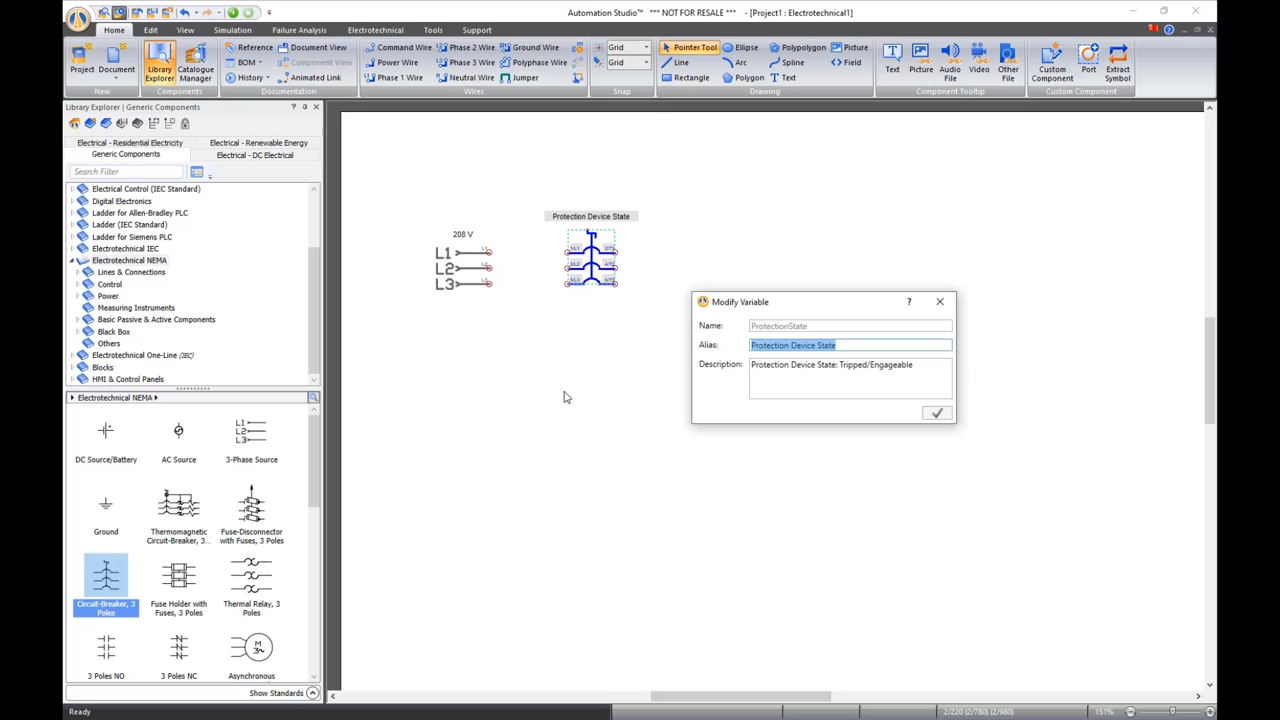 Automation Studio™ *** NOT FOR RESALE *** - [Project1 : Electrotechnical1]
Home Edit View Simulation Failure Analysis Electrotechnical Tools Support
Project Document
New
Library Explorer
Catalogue Manager
Components
Reference Document View
BOM Component View
History Animated Link
Documentation
Command Wire Phase 2 Wire Ground Wire
Power Wire Phase 3 Wire Polyphase Wire
Phase 1 Wire Neutral Wire Jumper
Wires
Grid
Grid
Snap
Pointer Tool Ellipse Polypolygon Picture
Line Arc Spline Field
Rectangle Polygon Text
Drawing
Text Picture Audio File Video Other File
Component Tooltip
Custom Component Port Extract Symbol
Custom Component
Library Explorer | Generic Components
Electrical - Residential Electricity Electrical - Renewable Energy
Generic Components Electrical - DC Electrical
Search Filter
Electrical Control (IEC Standard)
Digital Electronics
Ladder for Allen-Bradley PLC
Ladder (IEC Standard)
Ladder for Siemens PLC
Electrotechnical IEC
Electrotechnical NEMA
Lines & Connections
Control
Power
Measuring Instruments
Basic Passive & Active Components
Black Box
Others
Electrotechnical One-Line (IEC)
Blocks
HMI & Control Panels
Electrotechnical NEMA
DC Source/Battery
AC Source
L1
L2
L3
3-Phase Source
Ground
Thermomagnetic Circuit-Breaker, 3...
Fuse-Disconnector with Fuses, 3 Poles
Circuit-Breaker, 3 Poles
Fuse Holder with Fuses, 3 Poles
Thermal Relay, 3 Poles
3 Poles NO
3 Poles NC
M
3~
Asynchronous
Show Standards
208 V
L1
L2
L3
Protection Device State
Modify Variable
Name: ProtectionState
Alias: Protection Device State
Description: Protection Device State: Tripped/Engageable
Ready
2/220 (2/780) (2/980)
151%